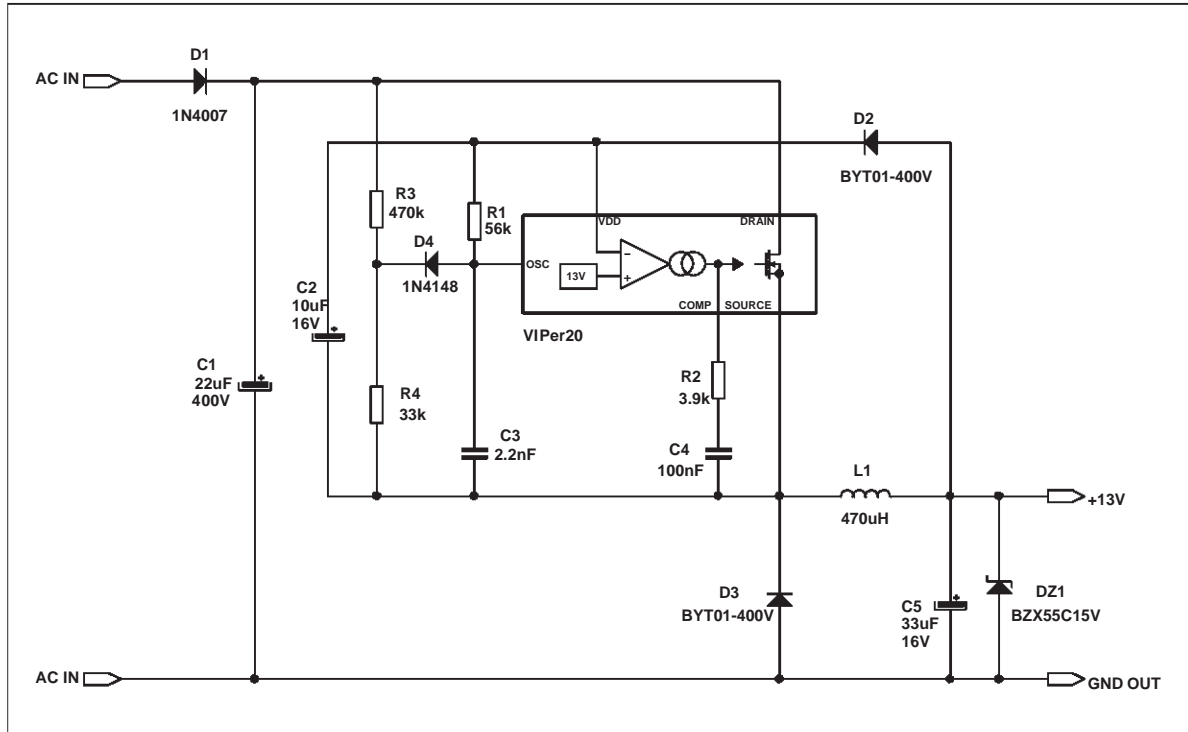 D1
AC IN
1N4007
D2
BYT01-400V
R3
470k
R1
56k
VDD
DRAIN
D4
OSC
13V
-
+
1N4148
C2
10uF
16V
+
COMP
SOURCE
VIPer20
C1
22uF
400V
+
R4
33k
R2
3.9k
C3
2.2nF
C4
100nF
L1
470uH
+13V
D3
BYT01-400V
C5
33uF
16V
+
DZ1
BZX55C15V
AC IN
GND OUT